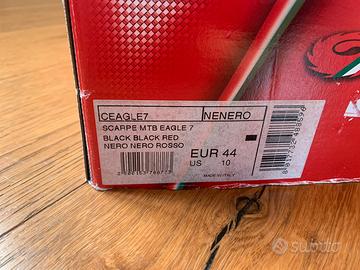 CEAGLE7 NENERO
SCARPE MTB EAGLE 7
BLACK BLACK RED
NERO NERO ROSSO
EUR 44
US 10
MADE IN ITALY
subito